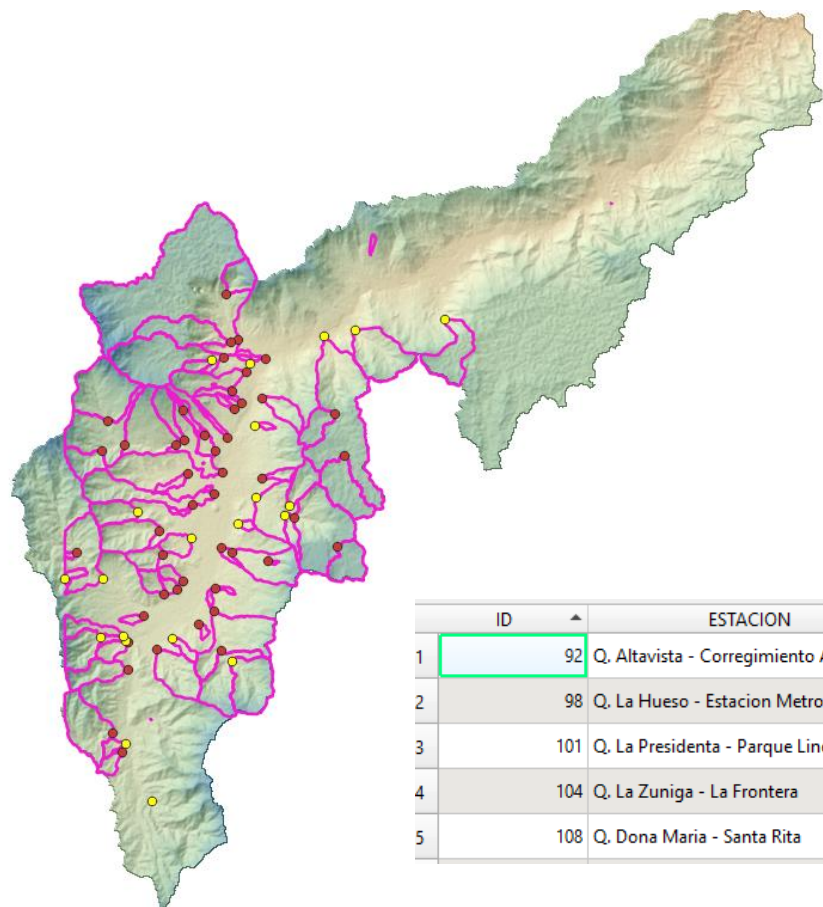 ID ESTACION
1 92 Q. Altavista - Corregimiento
2 98 Q. La Hueso - Estacion Metro
3 101 Q. La Presidenta - Parque
4 104 Q. La Zuniga - La Frontera
5 108 Q. Dona Maria - Santa Rita